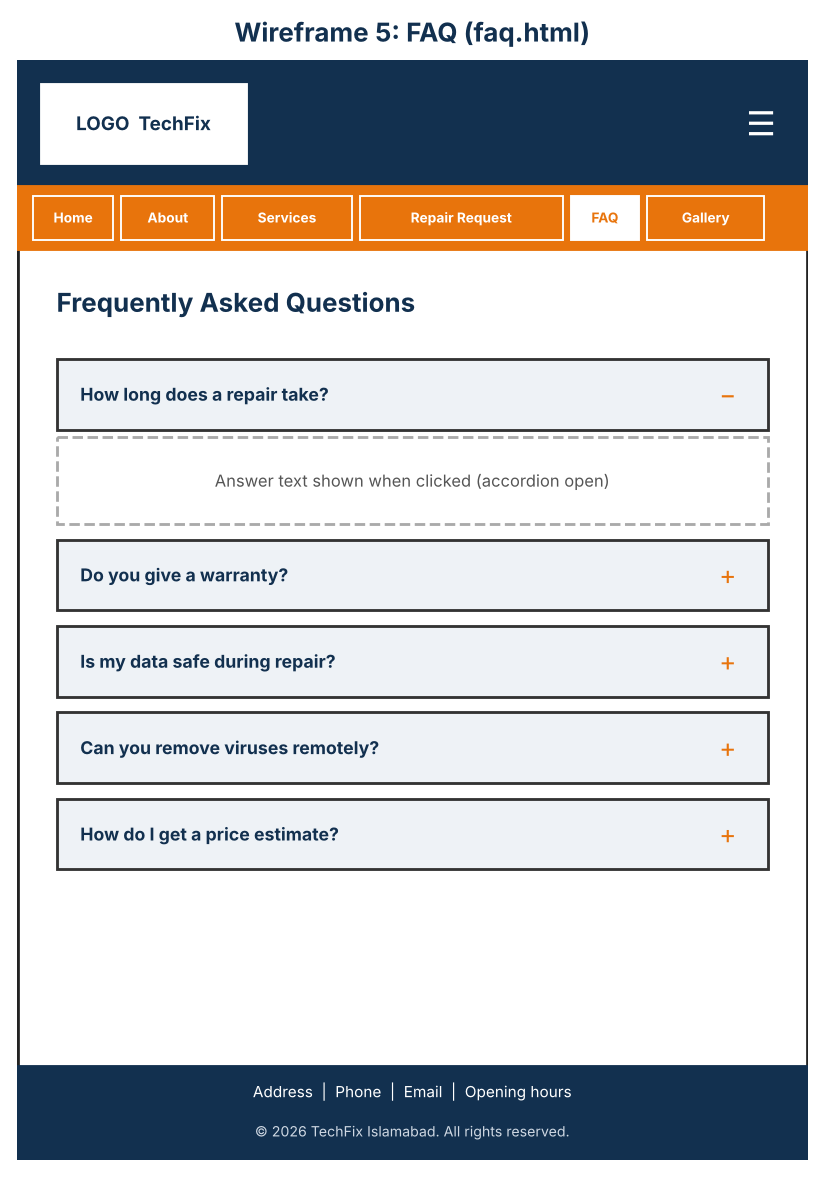 Wireframe 5: FAQ (faq.html)
LOGO TechFix
☰
Home About Services Repair Request FAQ Gallery
Frequently Asked Questions
How long does a repair take? −
Answer text shown when clicked (accordion open)
Do you give a warranty? +
Is my data safe during repair? +
Can you remove viruses remotely? +
How do I get a price estimate? +
Address | Phone | Email | Opening hours
© 2026 TechFix Islamabad. All rights reserved.